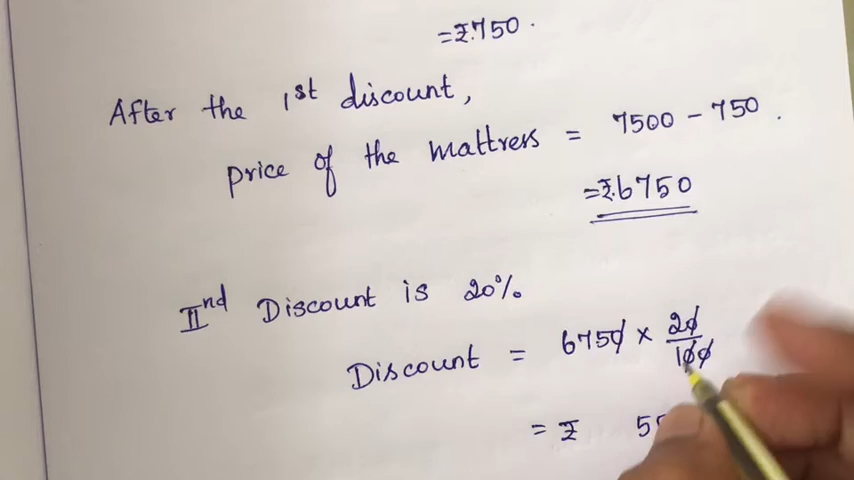 =₹.750.
After the 1st discount,
price of the mattress = 7500 - 750.
=₹.6750
IInd Discount is 20%
Discount = 6750 × 20/100
= ₹